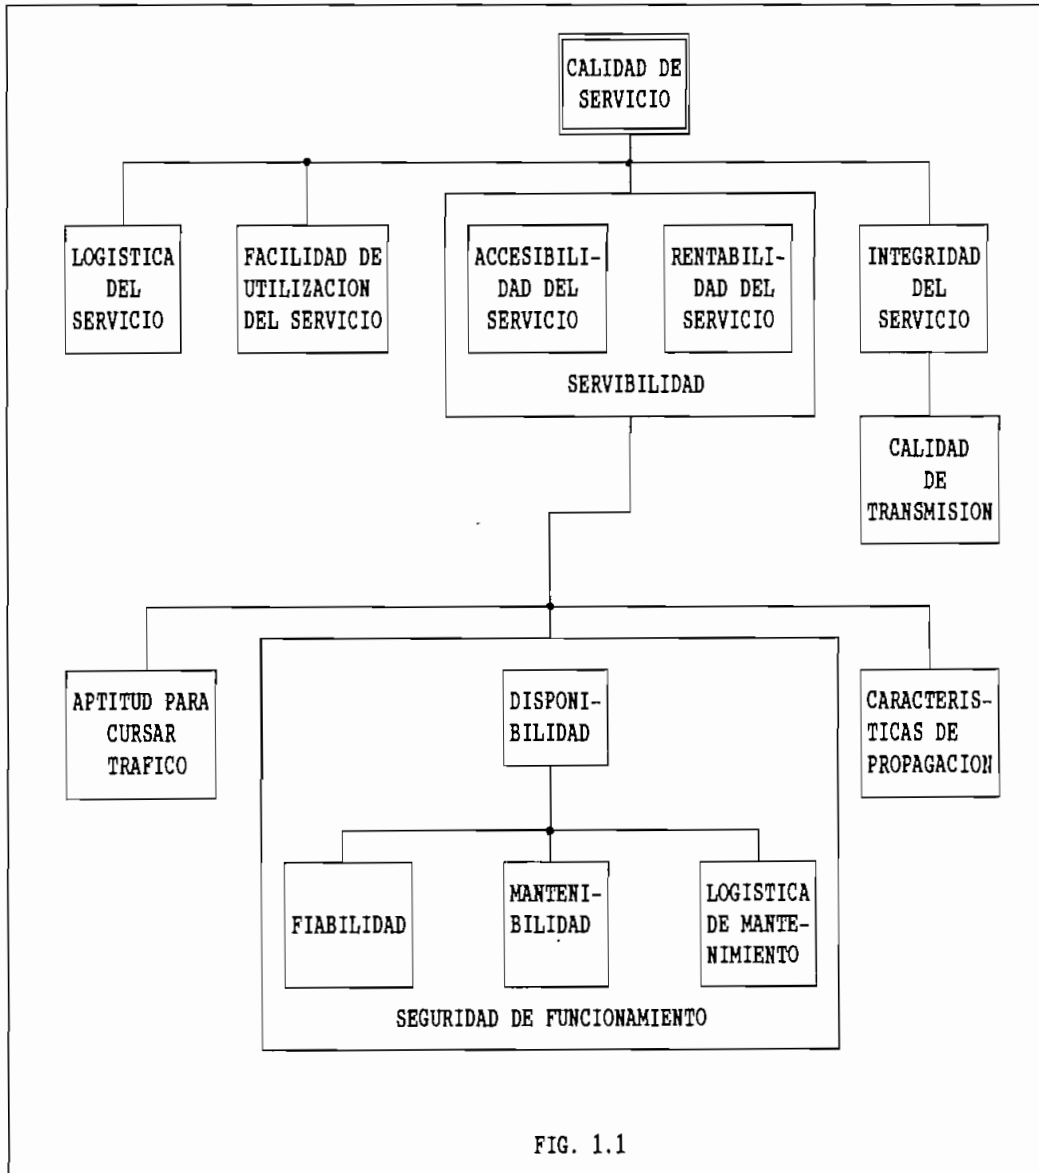 CALIDAD DE
SERVICIO
LOGISTICA
DEL
SERVICIO
FACILIDAD DE
UTILIZACION
DEL SERVICIO
ACCESIBILI-
DAD DEL
SERVICIO
RENTABILI-
DAD DEL
SERVICIO
SERVIBILIDAD
INTEGRIDAD
DEL
SERVICIO
CALIDAD
DE
TRANSMISION
APTITUD PARA
CURSAR
TRAFICO
DISPONI-
BILIDAD
CARACTERIS-
TICAS DE
PROPAGACION
FIABILIDAD
MANTENI-
BILIDAD
LOGISTICA
DE MANTE-
NIMIENTO
SEGURIDAD DE FUNCIONAMIENTO
FIG. 1.1